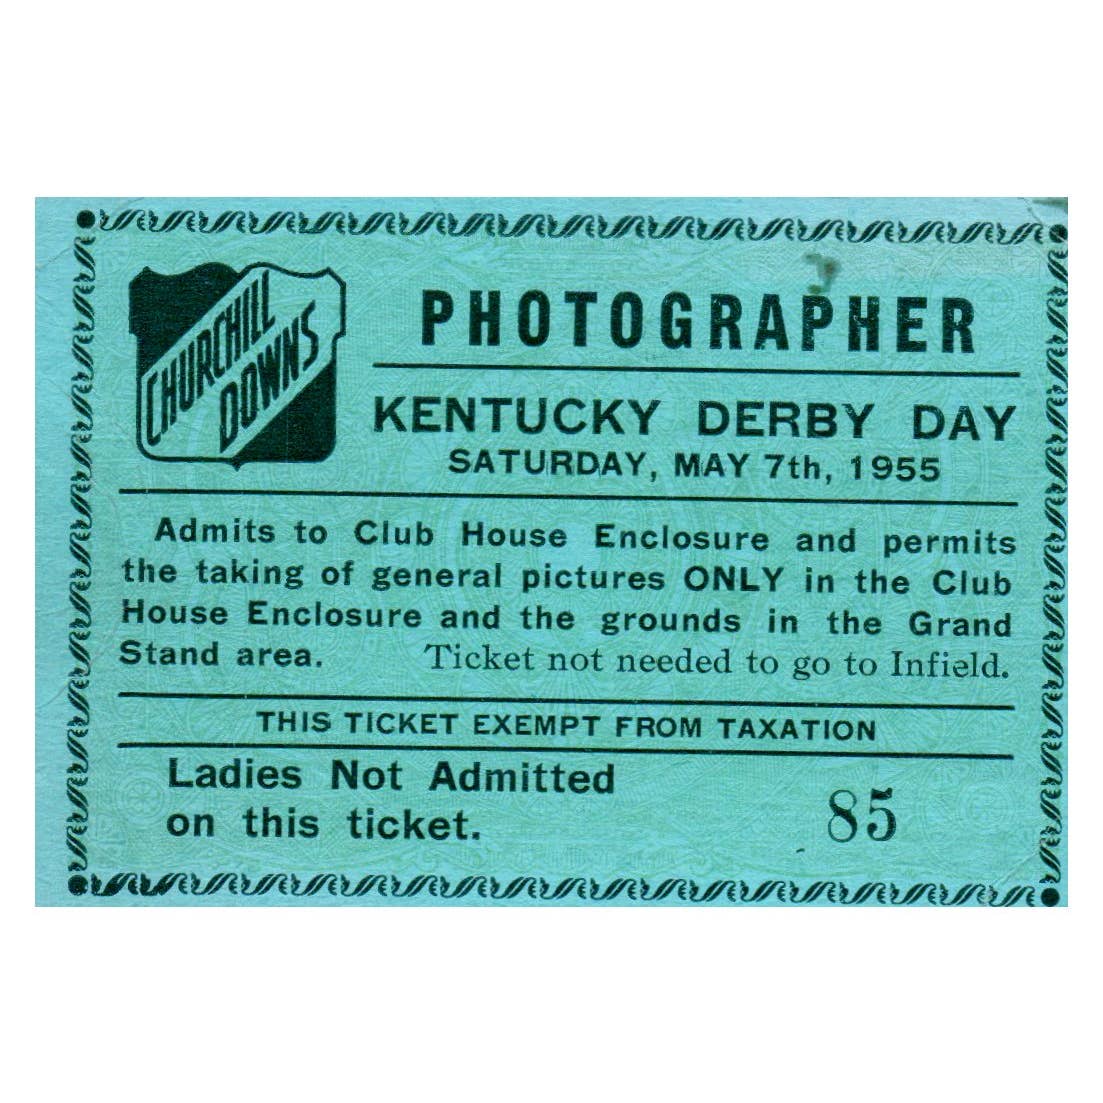 CHURCHILL
DOWNS
PHOTOGRAPHER
KENTUCKY DERBY DAY
SATURDAY, MAY 7th, 1955
Admits to Club House Enclosure and permits
the taking of general pictures ONLY in the Club
House Enclosure and the grounds in the Grand
Stand area. Ticket not needed to go to Infield.
THIS TICKET EXEMPT FROM TAXATION
Ladies Not Admitted
on this ticket.
85